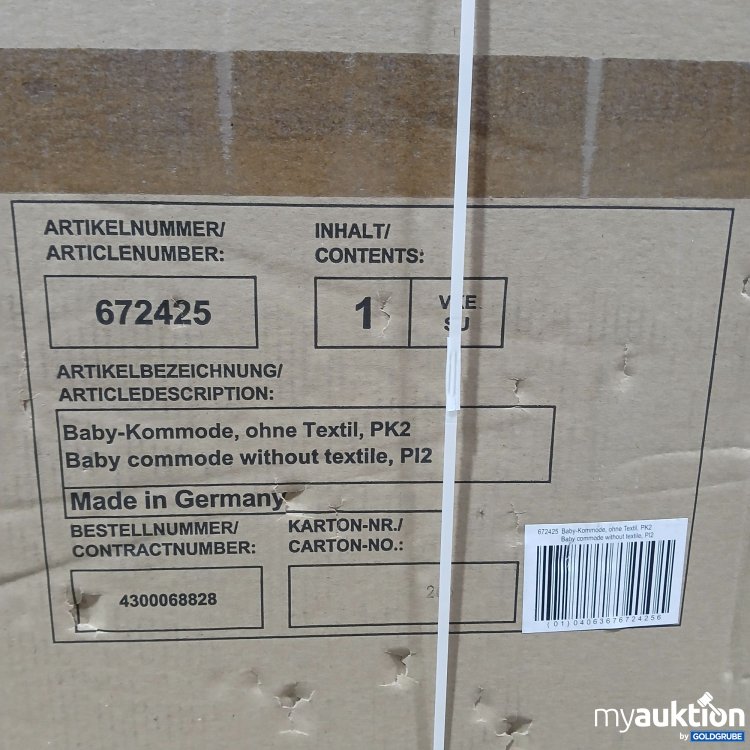 ARTIKELNUMMER/
ARTICLENUMBER:
672425
INHALT/
CONTENTS:
1
VKE
SU
ARTIKELBEZEICHNUNG/
ARTICLEDESCRIPTION:
Baby-Kommode, ohne Textil, PK2
Baby commode without textile, PI2
Made in Germany
BESTELLNUMMER/
CONTRACTNUMBER:
4300068828
KARTON-NR./
CARTON-NO.:
672425 Baby-Kommode, ohne Textil, PK2
Baby commode without textile, PI2
(01)04063676724256
myauktion
by GOLDGRUBE